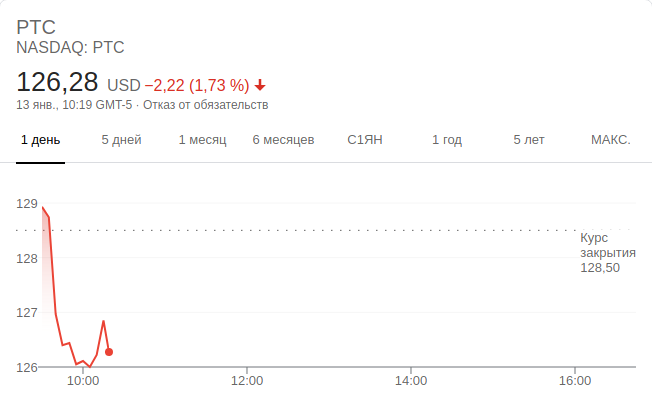 PTC
NASDAQ: PTC
126,28 USD −2,22 (1,73 %)
13 янв., 10:19 GMT-5 · Отказ от обязательств
1 день 5 дней 1 месяц 6 месяцев С1ЯН 1 год 5 лет МАКС.
129
Курс
закрытия
128,50
128
127
126
10:00 12:00 14:00 16:00